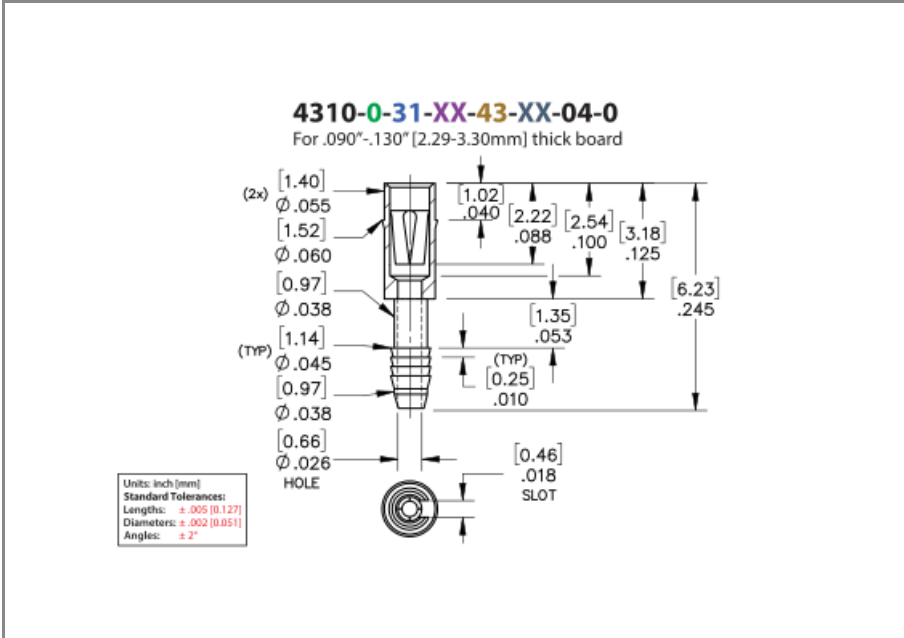 4310-0-31-XX-43-XX-04-0
For .090"-.130" [2.29-3.30mm] thick board
(2x) [1.40]
Ø.055
[1.52]
Ø.060
[0.97]
Ø.038
(TYP) [1.14]
Ø.045
[0.97]
Ø.038
[0.66]
Ø.026
HOLE
[1.02]
.040
[2.22]
.088
[2.54]
.100
[3.18]
.125
[6.23]
.245
[1.35]
.053
(TYP)
[0.25]
.010
[0.46]
.018
SLOT
Units: inch [mm]
Standard Tolerances:
Lengths: ±.005 [0.127]
Diameters: ±.002 [0.051]
Angles: ± 2°